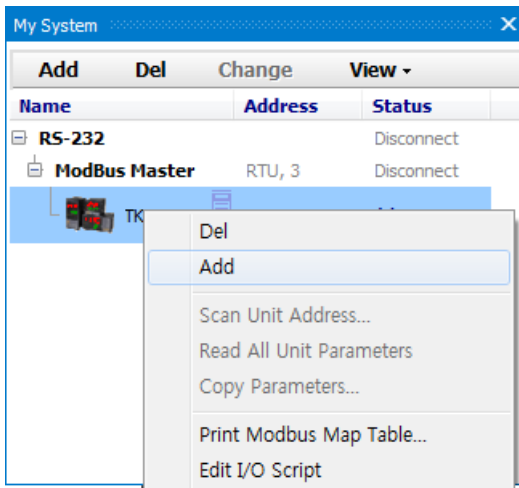 My System
Add Del Change View
Name Address Status
RS-232 Disconnect
ModBus Master RTU, 3 Disconnect
TK
Del
Add
Scan Unit Address...
Read All Unit Parameters
Copy Parameters...
Print Modbus Map Table...
Edit I/O Script